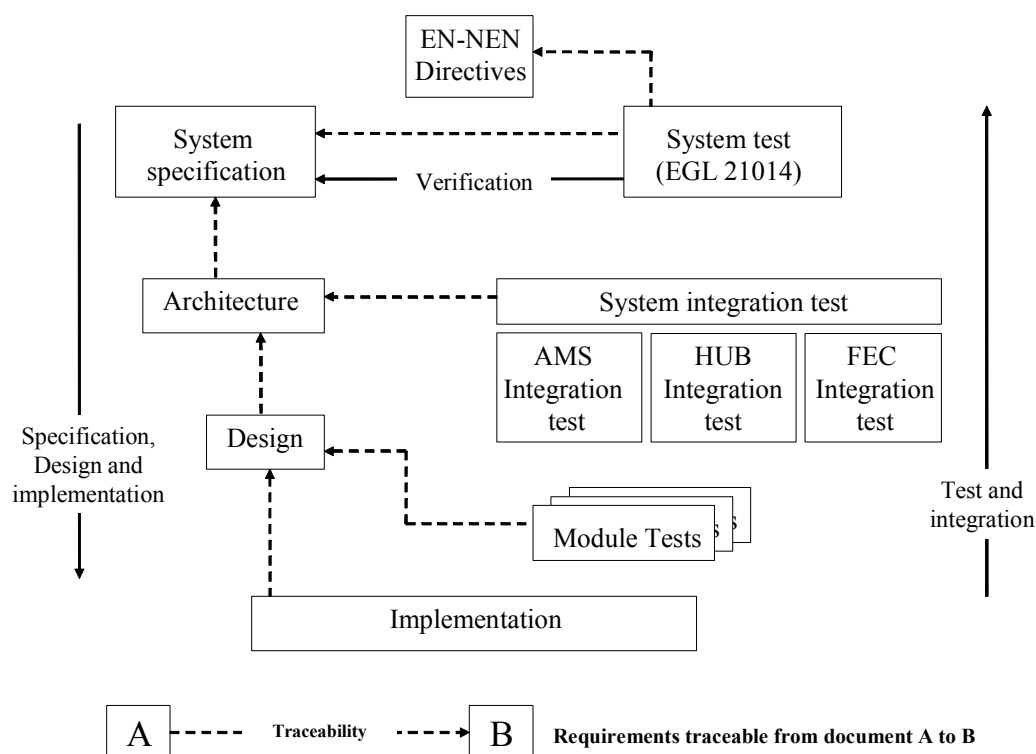 EN-NEN
Directives
System
specification
System test
(EGL 21014)
Verification
Architecture
System integration test
AMS
Integration
test
HUB
Integration
test
FEC
Integration
test
Design
Specification,
Design and
implementation
Module Tests
s
s
Test and
integration
Implementation
A
Traceability
B
Requirements traceable from document A to B